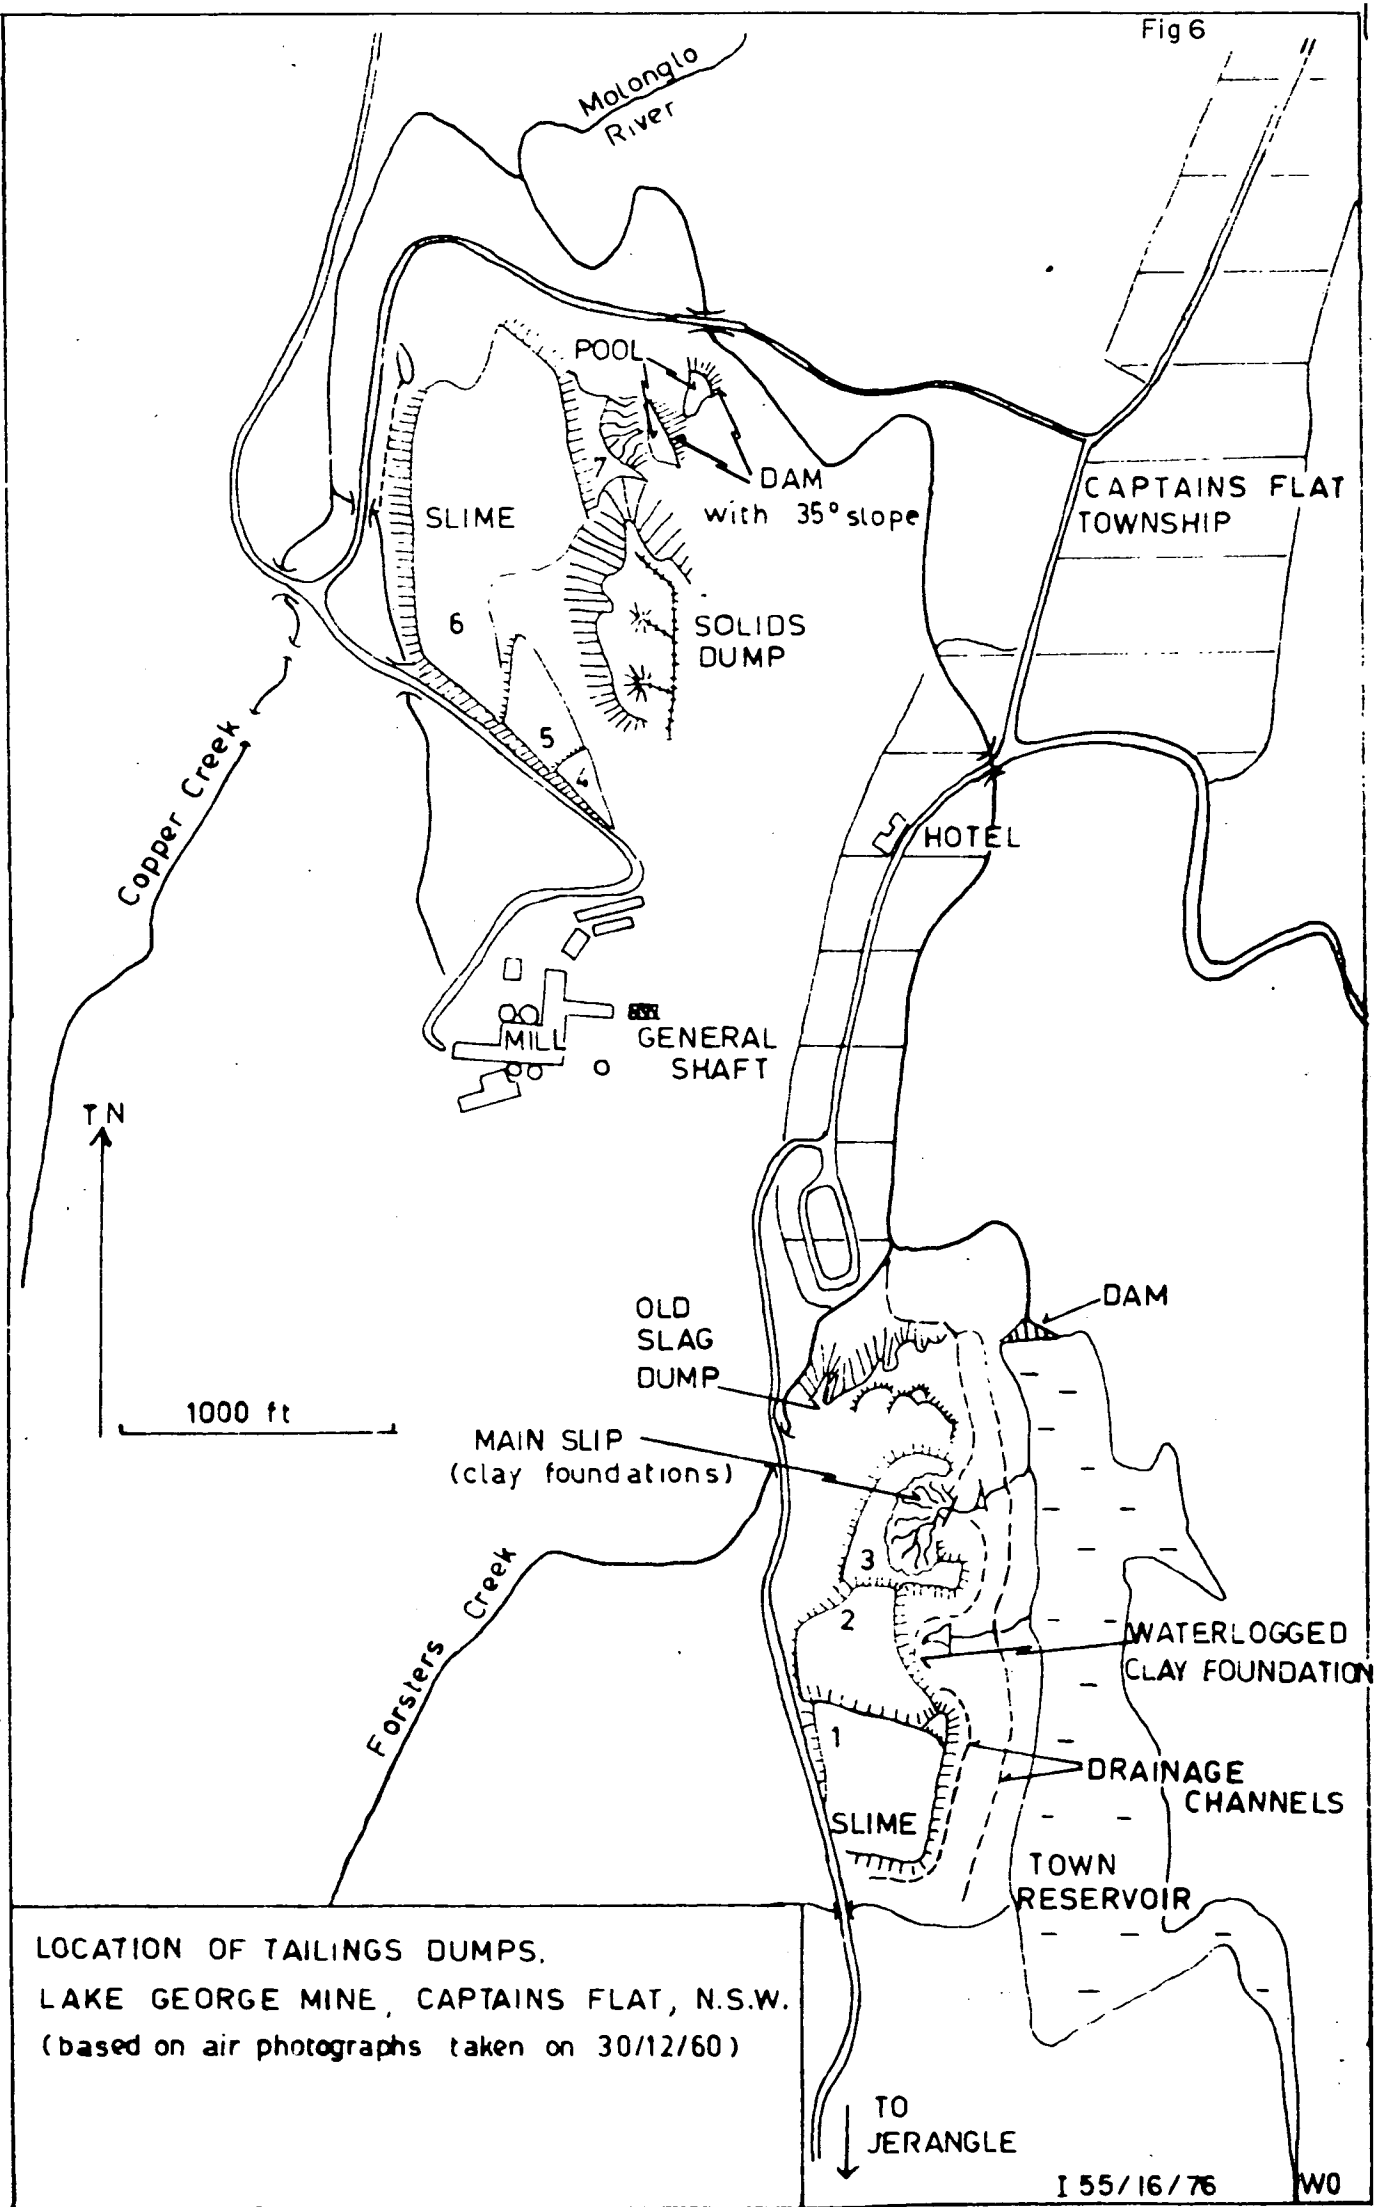 Fig 6
Molonglo
River
POOL
DAM
with 35° slope
CAPTAINS FLAT
TOWNSHIP
SLIME
7
6
SOLIDS
DUMP
5
4
Copper Creek
HOTEL
MILL
GENERAL
SHAFT
TN
1000 ft
OLD
SLAG
DUMP
DAM
MAIN SLIP
(clay foundations)
3
2
Forsters Creek
WATERLOGGED
CLAY FOUNDATION
1
DRAINAGE
CHANNELS
SLIME
TOWN
RESERVOIR
LOCATION OF TAILINGS DUMPS.
LAKE GEORGE MINE, CAPTAINS FLAT, N.S.W.
(based on air photographs taken on 30/12/60)
TO
JERANGLE
I 55/16/76
WO